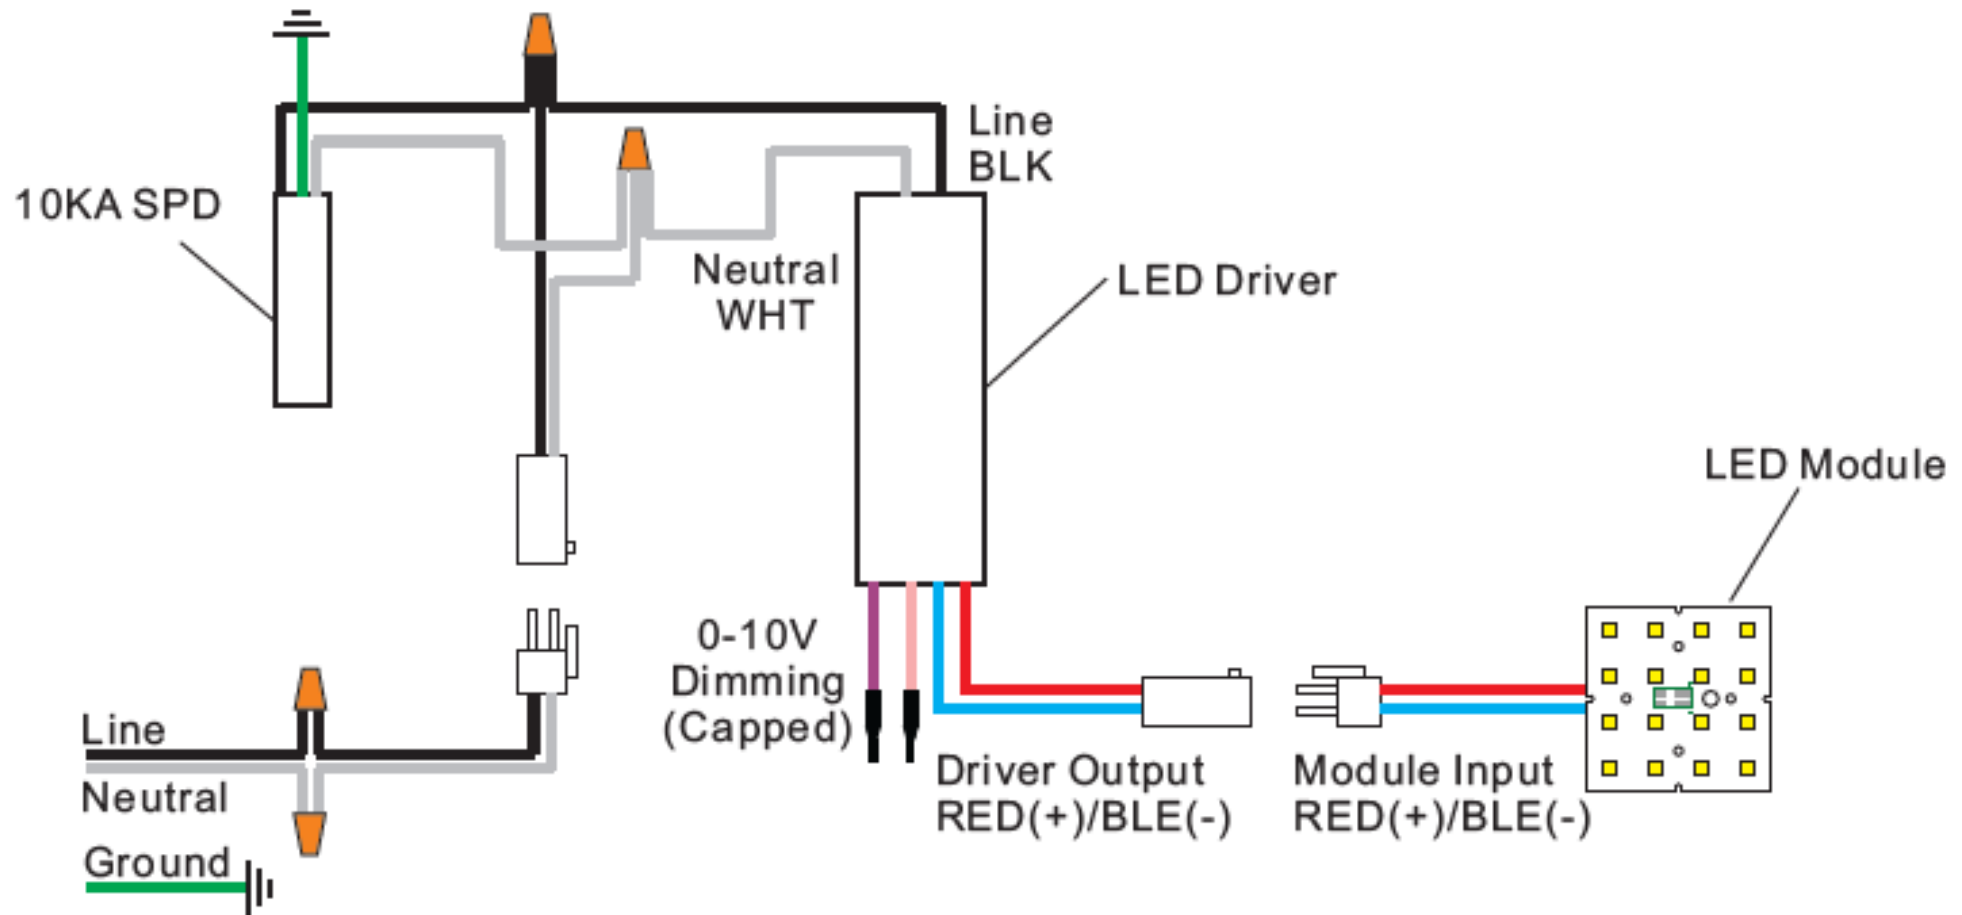 Line
BLK
10KA SPD
Neutral
WHT
LED Driver
LED Module
0-10V
Dimming
(Capped)
Line
Neutral
Ground
Driver Output
RED(+)/BLE(-)
Module Input
RED(+)/BLE(-)